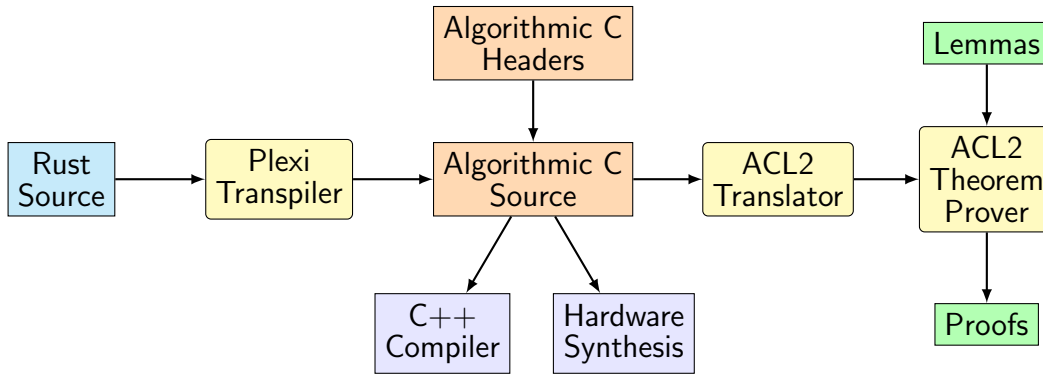 Algorithmic C
Headers
Lemmas
Rust
Source
Plexi
Transpiler
Algorithmic C
Source
ACL2
Translator
ACL2
Theorem
Prover
C++
Compiler
Hardware
Synthesis
Proofs